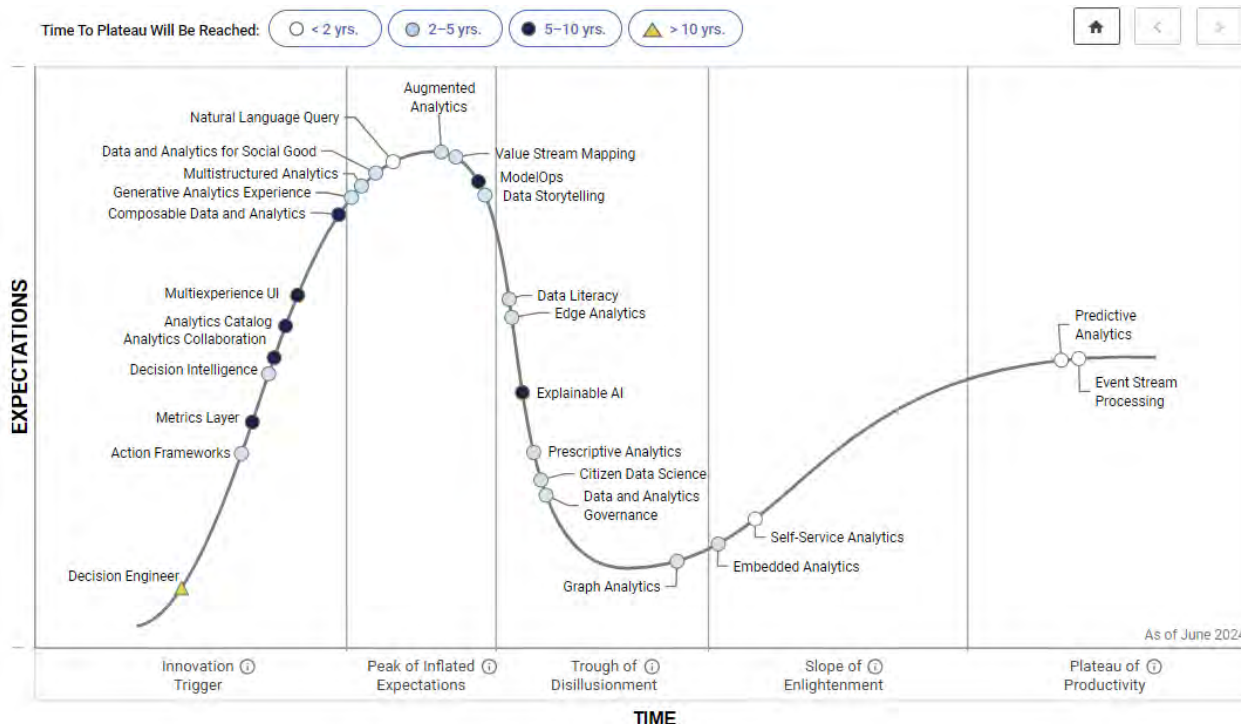 Time To Plateau Will Be Reached:
< 2 yrs.
2–5 yrs.
5–10 yrs.
> 10 yrs.
Augmented
Analytics
Natural Language Query
Data and Analytics for Social Good
Value Stream Mapping
Multistructured Analytics
ModelOps
Generative Analytics Experience
Data Storytelling
Composable Data and Analytics
Multiexperience UI
Data Literacy
Edge Analytics
Analytics Catalog
Analytics Collaboration
Predictive
Analytics
Decision Intelligence
Explainable AI
Event Stream
Processing
Metrics Layer
Action Frameworks
Prescriptive Analytics
Citizen Data Science
Data and Analytics
Governance
Self-Service Analytics
Decision Engineer
Graph Analytics
Embedded Analytics
EXPECTATIONS
As of June 2024
Innovation
Trigger
Peak of Inflated
Expectations
Trough of
Disillusionment
Slope of
Enlightenment
Plateau of
Productivity
TIME